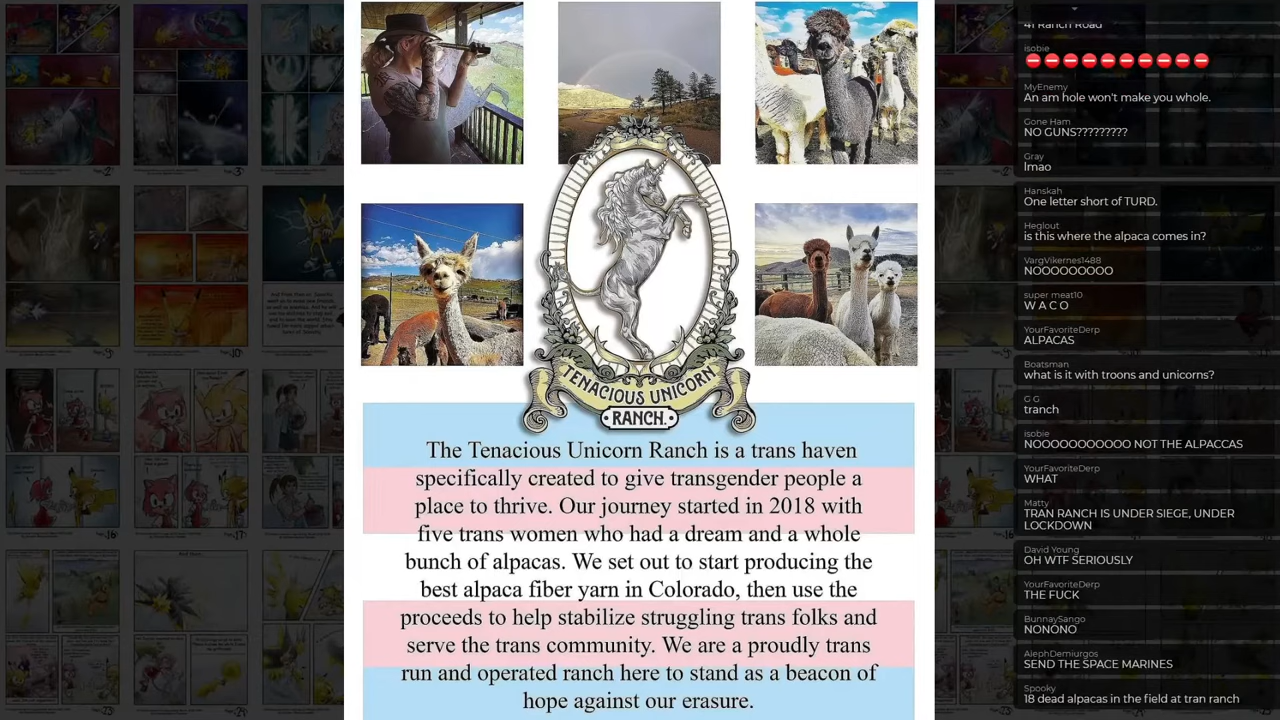 TENACIOUS UNICORN
RANCH.
The Tenacious Unicorn Ranch is a trans haven
specifically created to give transgender people a
place to thrive. Our journey started in 2018 with
five trans women who had a dream and a whole
bunch of alpacas. We set out to start producing the
best alpaca fiber yarn in Colorado, then use the
proceeds to help stabilize struggling trans folks and
serve the trans community. We are a proudly trans
run and operated ranch here to stand as a beacon of
hope against our erasure.
41 Ranch Road
isobie
MyEnemy
An am hole won't make you whole.
Gone Ham
NO GUNS?????????
Gray
lmao
Hanskah
One letter short of TURD.
Heglout
is this where the alpaca comes in?
VargVikernes1488
NOOOOOOOOO
super meat10
W A C O
YourFavoriteDerp
ALPACAS
Boatsman
what is it with troons and unicorns?
G G
tranch
isobie
NOOOOOOOOOOO NOT THE ALPACCAS
YourFavoriteDerp
WHAT
Matty
TRAN RANCH IS UNDER SIEGE, UNDER
LOCKDOWN
David Young
OH WTF SERIOUSLY
YourFavoriteDerp
THE FUCK
BunnaySango
NONONO
AlephDemiurgos
SEND THE SPACE MARINES
Spooky
18 dead alpacas in the field at tran ranch